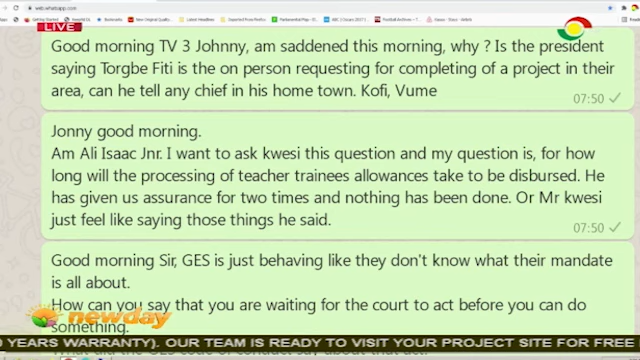 web.whatsapp.com
LIVE
Good morning TV 3 Johnny, am saddened this morning, why ? Is the president
saying Torgbe Fiti is the on person requesting for completing of a project in their
area, can he tell any chief in his home town. Kofi, Vume
07:50
Jonny good morning.
Am Ali Isaac Jnr. I want to ask kwesi this question and my question is, for how
long will the processing of teacher trainees allowances take to be disbursed. He
has given us assurance for two times and nothing has been done. Or Mr kwesi
just feel like saying those things he said.
07:50
Good morning Sir, GES is just behaving like they don't know what their mandate
is all about.
How can you say that you are waiting for the court to act before you can do
something.
newday
YEARS WARRANTY). OUR TEAM IS READY TO VISIT YOUR PROJECT SITE FOR FREE